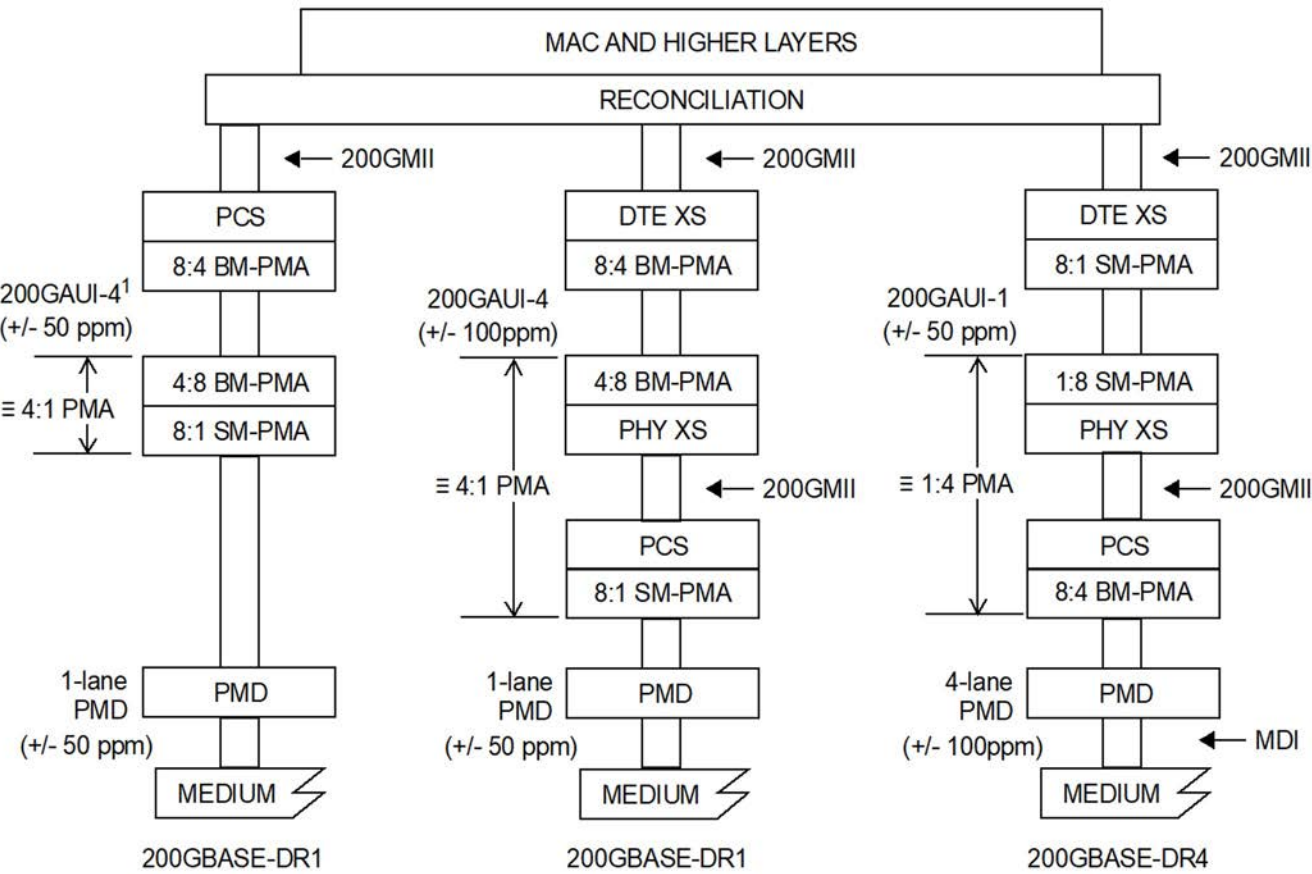 MAC AND HIGHER LAYERS
RECONCILIATION
200GMII
200GMII
200GMII
PCS
8:4 BM-PMA
200GAUI-4¹
(+/- 50 ppm)
4:8 BM-PMA
8:1 SM-PMA
≡ 4:1 PMA
1-lane
PMD
(+/- 50 ppm)
PMD
MEDIUM
200GBASE-DR1
DTE XS
8:4 BM-PMA
200GAUI-4
(+/- 100ppm)
4:8 BM-PMA
PHY XS
≡ 4:1 PMA
200GMII
PCS
8:1 SM-PMA
1-lane
PMD
(+/- 50 ppm)
PMD
MEDIUM
200GBASE-DR1
DTE XS
8:1 SM-PMA
200GAUI-1
(+/- 50 ppm)
1:8 SM-PMA
PHY XS
≡ 1:4 PMA
200GMII
PCS
8:4 BM-PMA
4-lane
PMD
(+/- 100ppm)
PMD
MDI
MEDIUM
200GBASE-DR4